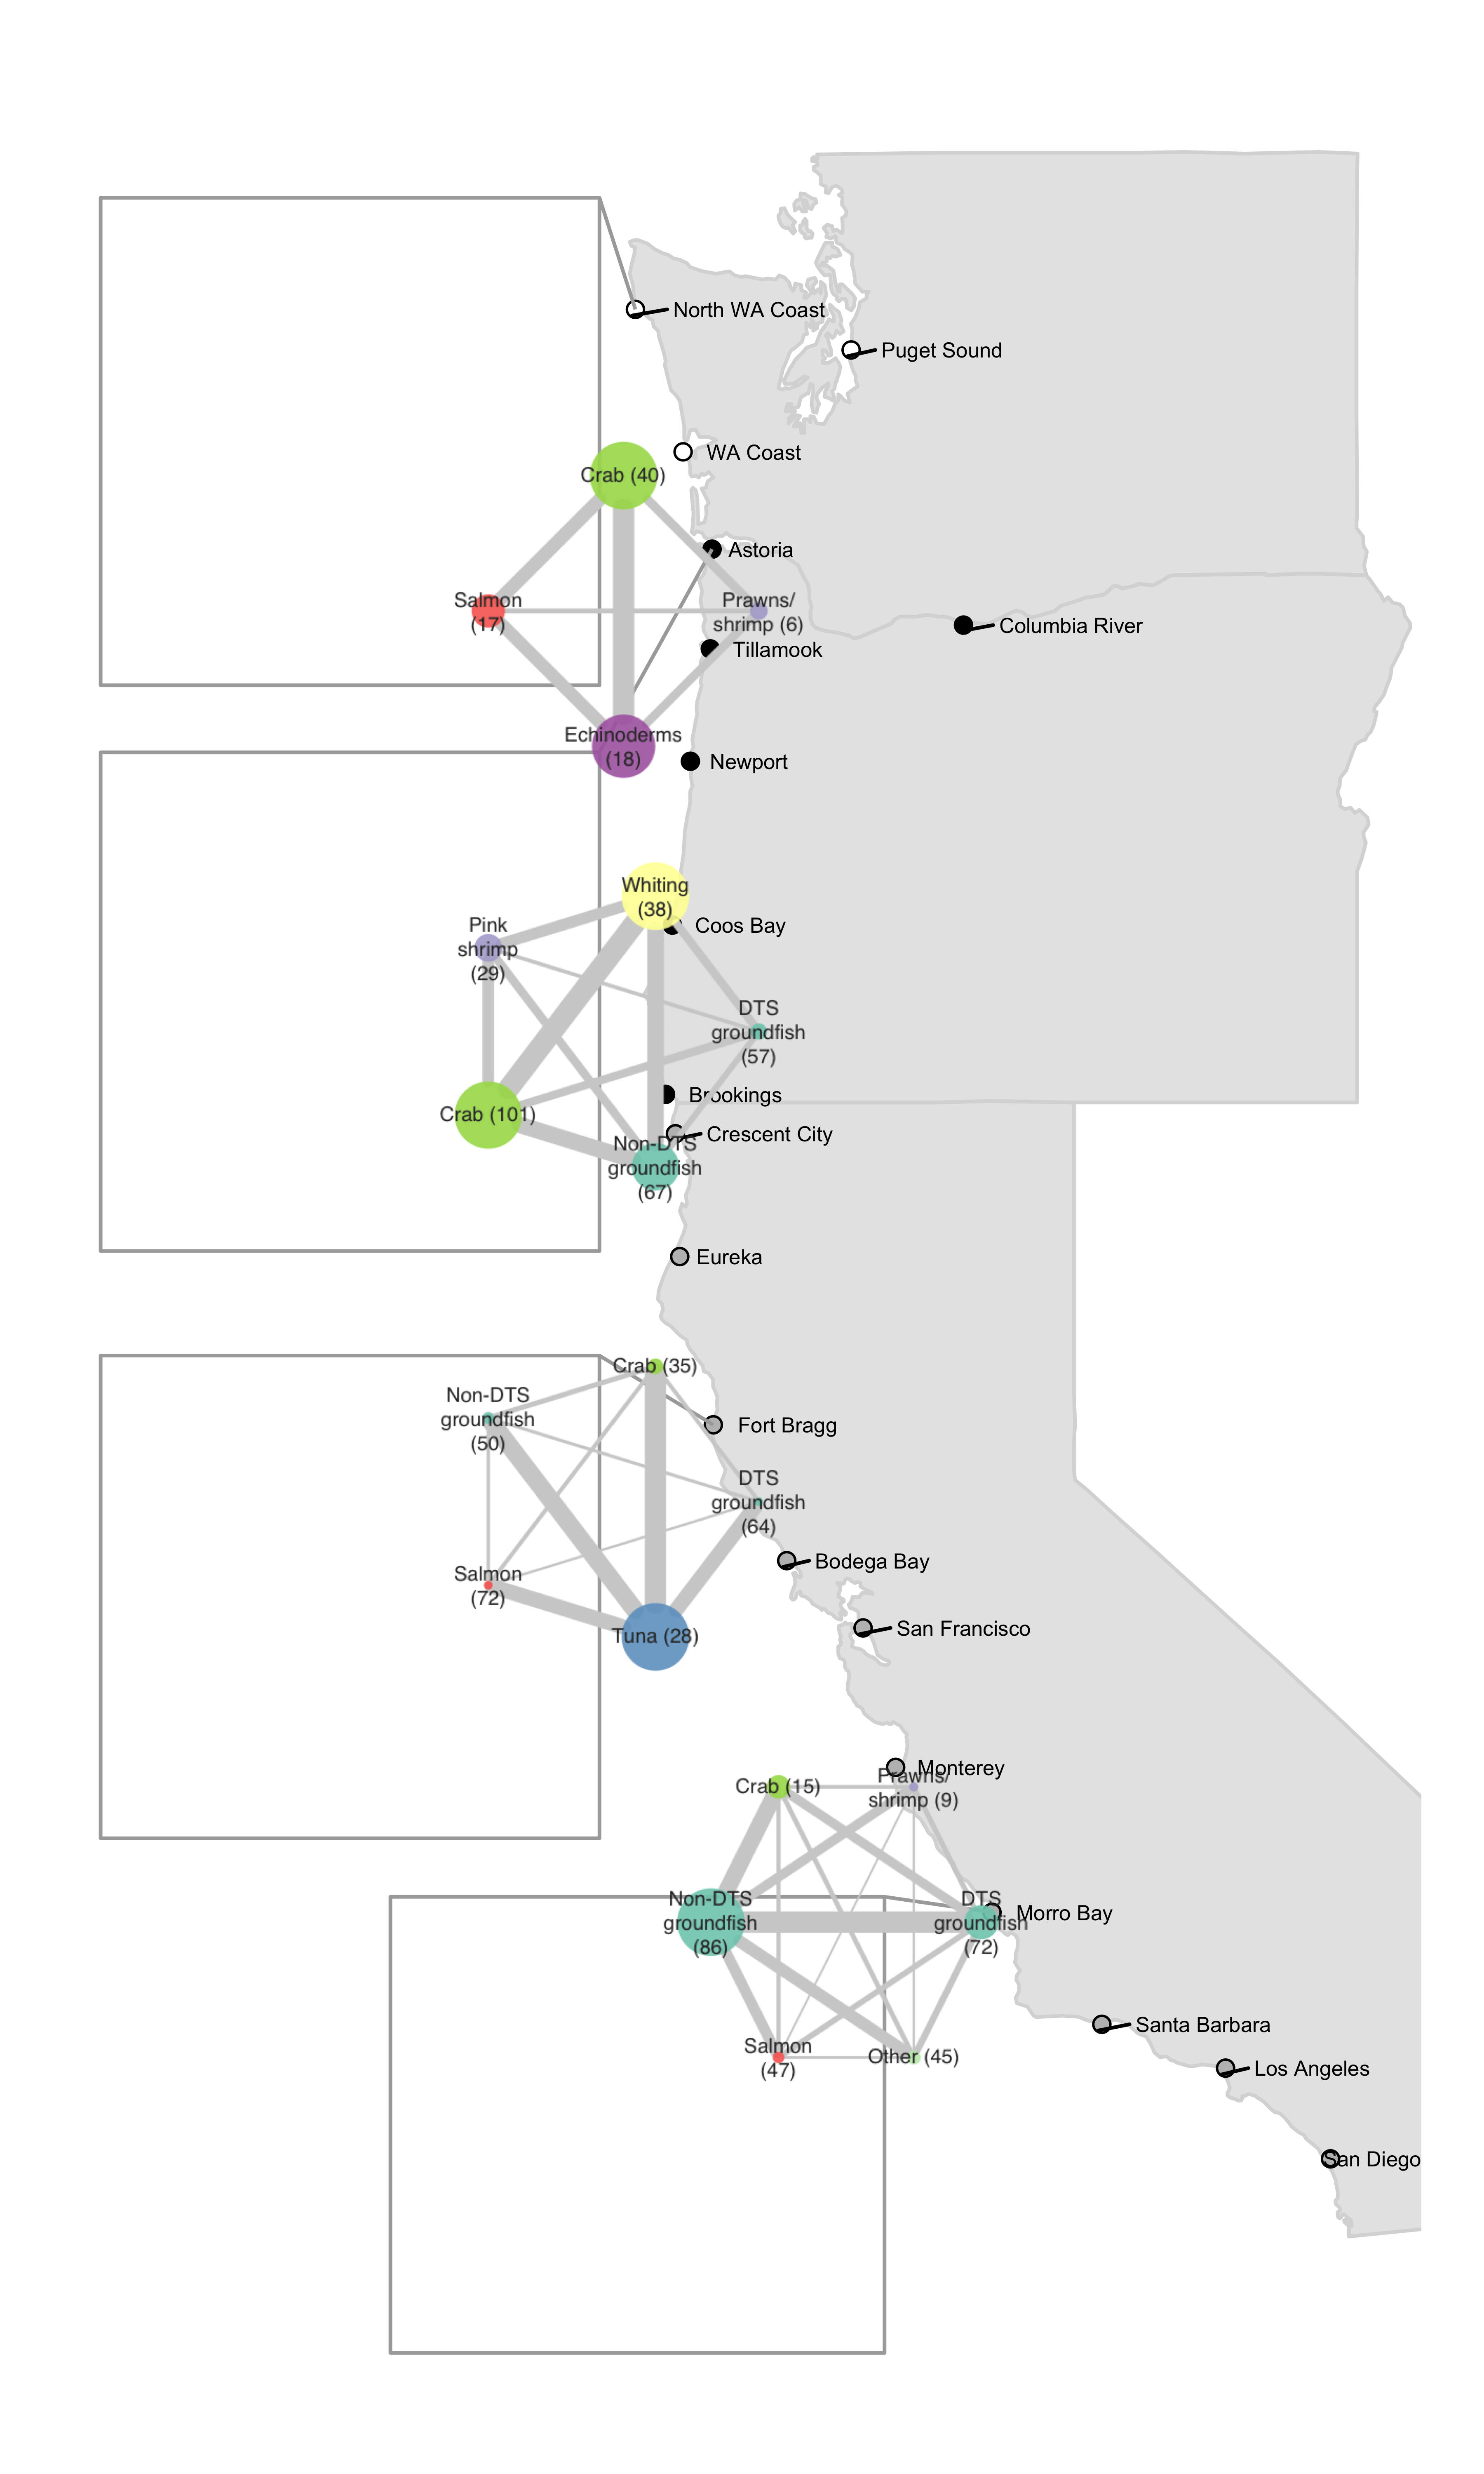 North WA Coast
Puget Sound
WA Coast
Crab (40)
Astoria
Salmon
(17)
Prawns/
shrimp (6)
Columbia River
Tillamook
Echinoderms
(18)
Newport
Whiting
(38)
Coos Bay
Pink
shrimp
(29)
DTS
groundfish
(57)
Brookings
Crab (101)
Crescent City
Non-DTS
groundfish
(67)
Eureka
Crab (35)
Non-DTS
groundfish
(50)
Fort Bragg
DTS
groundfish
(64)
Bodega Bay
Salmon
(72)
San Francisco
Tuna (28)
Monterey
Crab (15)
Prawns/
shrimp (9)
Non-DTS
groundfish
(86)
DTS
groundfish
(72)
Morro Bay
Santa Barbara
Salmon
(47)
Other (45)
Los Angeles
San Diego